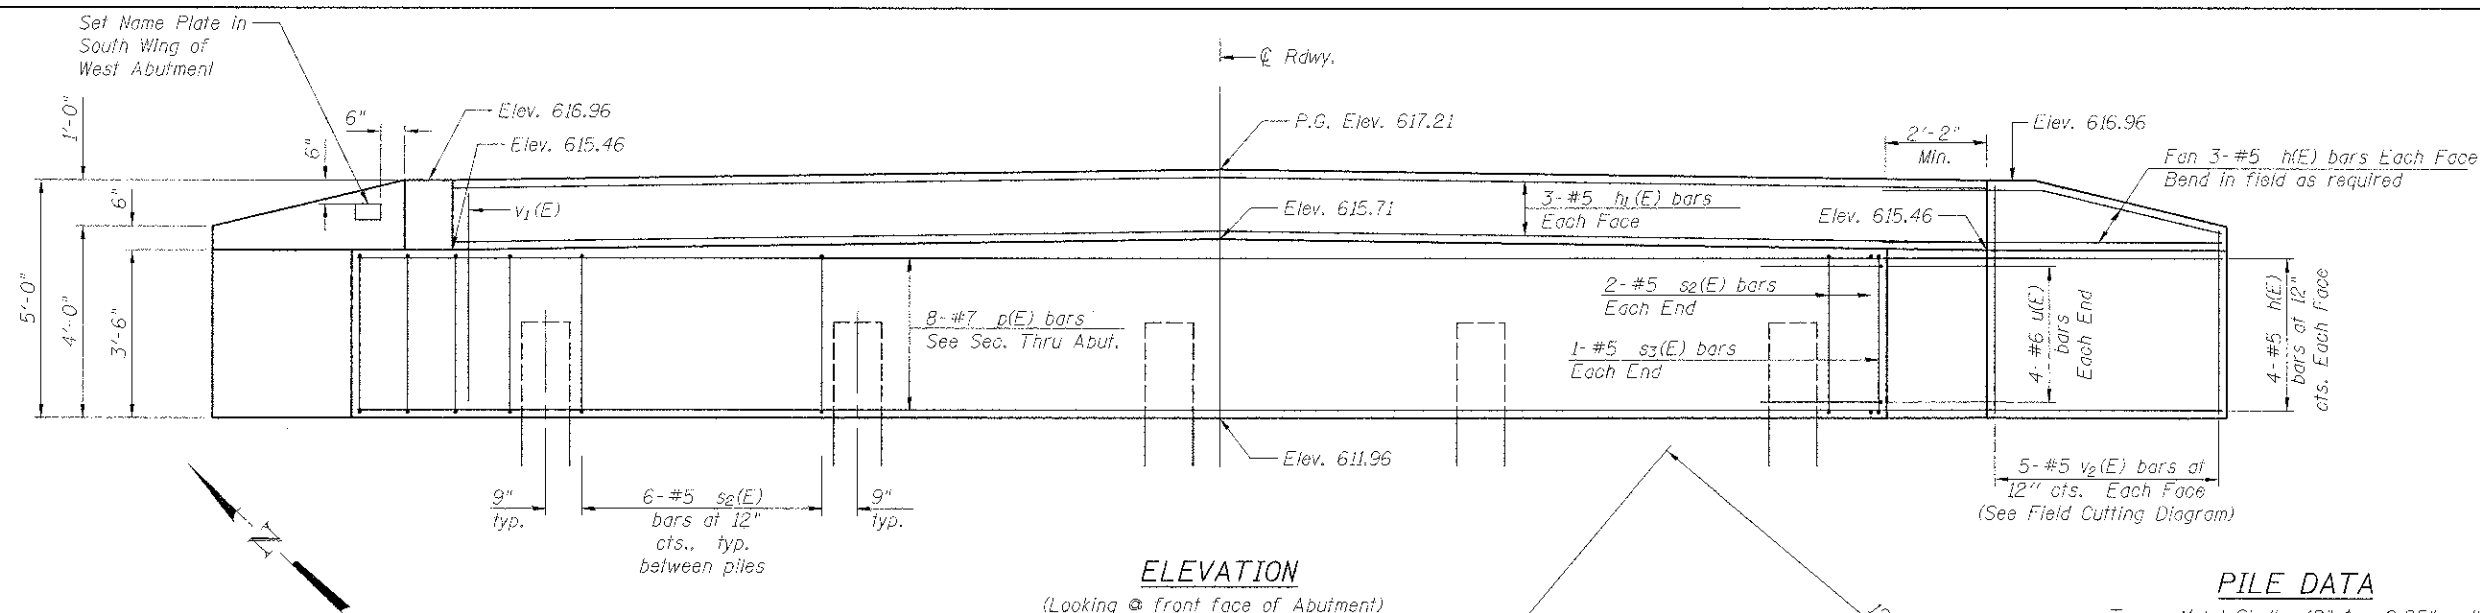 Set Name Plate in
South Wing of
West Abutment
℄ Rdwy.
1'-0"
6"
6"
Elev. 616.96
Elev. 615.46
P.G. Elev. 617.21
2'-2"
Min.
Elev. 616.96
Fan 3-#5 h(E) bars Each Face
Bend in field as required
6"
v₁(E)
Elev. 615.71
3-#5 h₁(E) bars
Each Face
Elev. 615.46
5'-0"
4'-0"
3'-6"
8-#7 p(E) bars
See Sec. Thru Abut.
2-#5 s₂(E) bars
Each End
1-#5 s₃(E) bars
Each End
4-#6 u(E)
bars
Each End
4-#5 h(E)
bars at 12"
cts. Each Face
Elev. 611.96
9"
typ.
6-#5 s₂(E)
bars at 12"
cts., typ.
between piles
9"
typ.
5-#5 v₂(E) bars at
12" cts. Each Face
(See Field Cutting Diagram)
N
ELEVATION
(Looking @ front face of Abutment)
PILE DATA